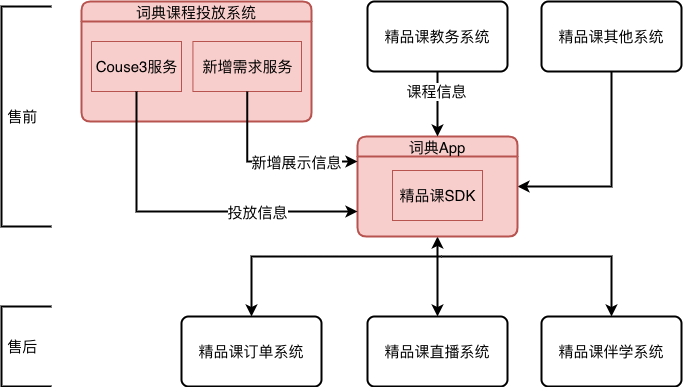 词典课程投放系统
Couse3服务
新增需求服务
精品课教务系统
精品课其他系统
售前
课程信息
词典App
新增展示信息
精品课SDK
投放信息
售后
精品课订单系统
精品课直播系统
精品课伴学系统